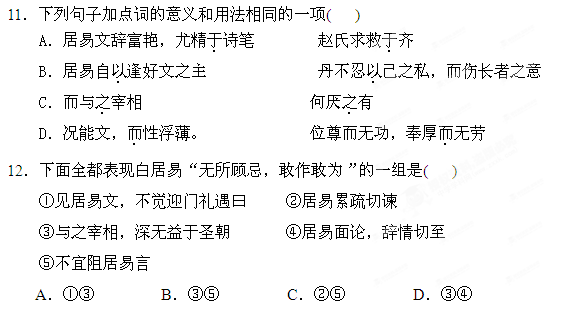 11．下列句子加点词的意义和用法相同的一项(　　)
A．居易文辞富艳，尤精于诗笔　　赵氏求救于齐
B．居易自以逢好文之主　　丹不忍以己之私，而伤长者之意
C．而与之宰相　　何厌之有
D．况能文，而性浮薄。　　位尊而无功，奉厚而无劳
12．下面全都表现白居易“无所顾忌，敢作敢为”的一组是(　　)
①见居易文，不觉迎门礼遇曰　　②居易累疏切谏
③与之宰相，深无益于圣朝　　④居易面论，辞情切至
⑤不宜阻居易言
A．①③　　B．③⑤　　C．②⑤　　D．③④